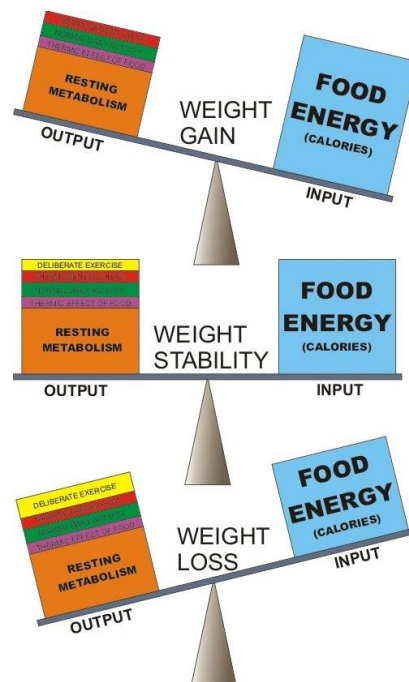 THERMIC EFFECT OF FOOD
RESTING
METABOLISM
OUTPUT
WEIGHT
GAIN
FOOD
ENERGY
(CALORIES)
INPUT
DELIBERATE EXERCISE
THERMIC EFFECT OF FOOD
RESTING
METABOLISM
OUTPUT
WEIGHT
STABILITY
FOOD
ENERGY
(CALORIES)
INPUT
DELIBERATE EXERCISE
THERMIC EFFECT OF FOOD
RESTING
METABOLISM
OUTPUT
WEIGHT
LOSS
FOOD
ENERGY
(CALORIES)
INPUT